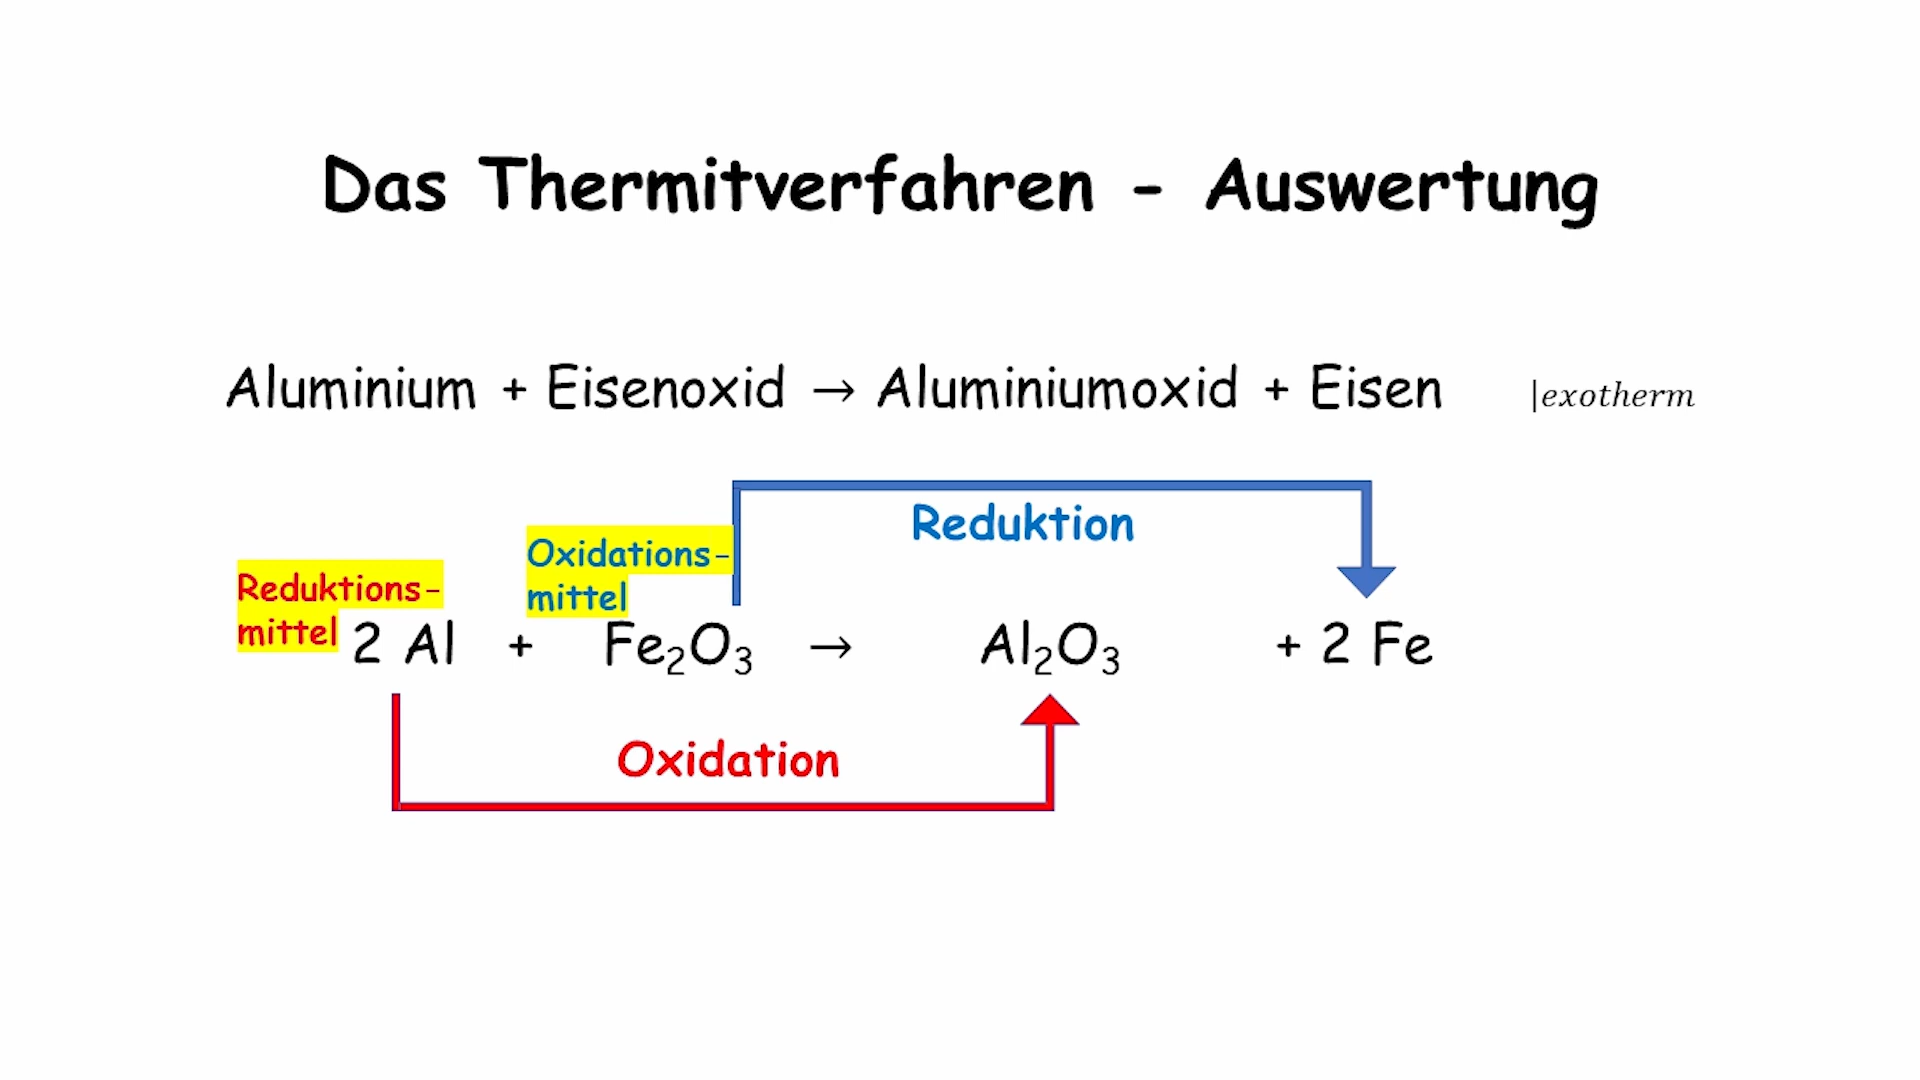 Das Thermitverfahren - Auswertung
Aluminium + Eisenoxid → Aluminiumoxid + Eisen |exotherm
Reduktion
Oxidations-
mittel
Reduktions-
mittel
2 Al + Fe₂O₃ → Al₂O₃ + 2 Fe
Oxidation